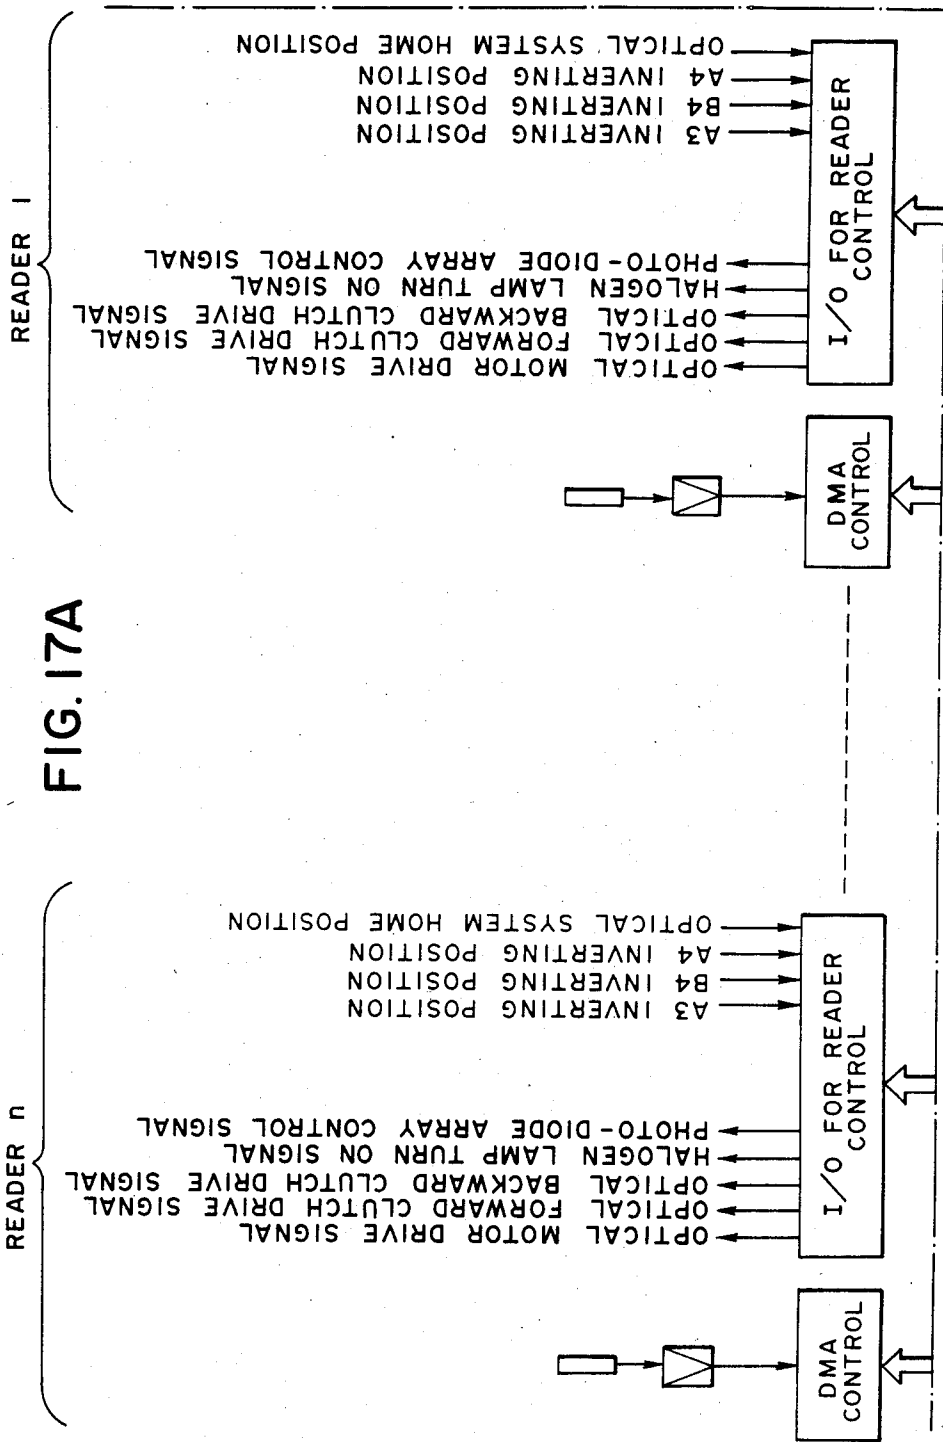 FIG. 17A
READER n
DMA
CONTROL
OPTICAL MOTOR DRIVE SIGNAL
OPTICAL FORWARD CLUTCH DRIVE SIGNAL
OPTICAL BACKWARD CLUTCH DRIVE SIGNAL
HALOGEN LAMP TURN ON SIGNAL
PHOTO-DIODE ARRAY CONTROL SIGNAL
I/O FOR READER
CONTROL
A3 INVERTING POSITION
B4 INVERTING POSITION
A4 INVERTING POSITION
OPTICAL SYSTEM HOME POSITION
READER 1
DMA
CONTROL
OPTICAL MOTOR DRIVE SIGNAL
OPTICAL FORWARD CLUTCH DRIVE SIGNAL
OPTICAL BACKWARD CLUTCH DRIVE SIGNAL
HALOGEN LAMP TURN ON SIGNAL
PHOTO-DIODE ARRAY CONTROL SIGNAL
I/O FOR READER
CONTROL
A3 INVERTING POSITION
B4 INVERTING POSITION
A4 INVERTING POSITION
OPTICAL SYSTEM HOME POSITION